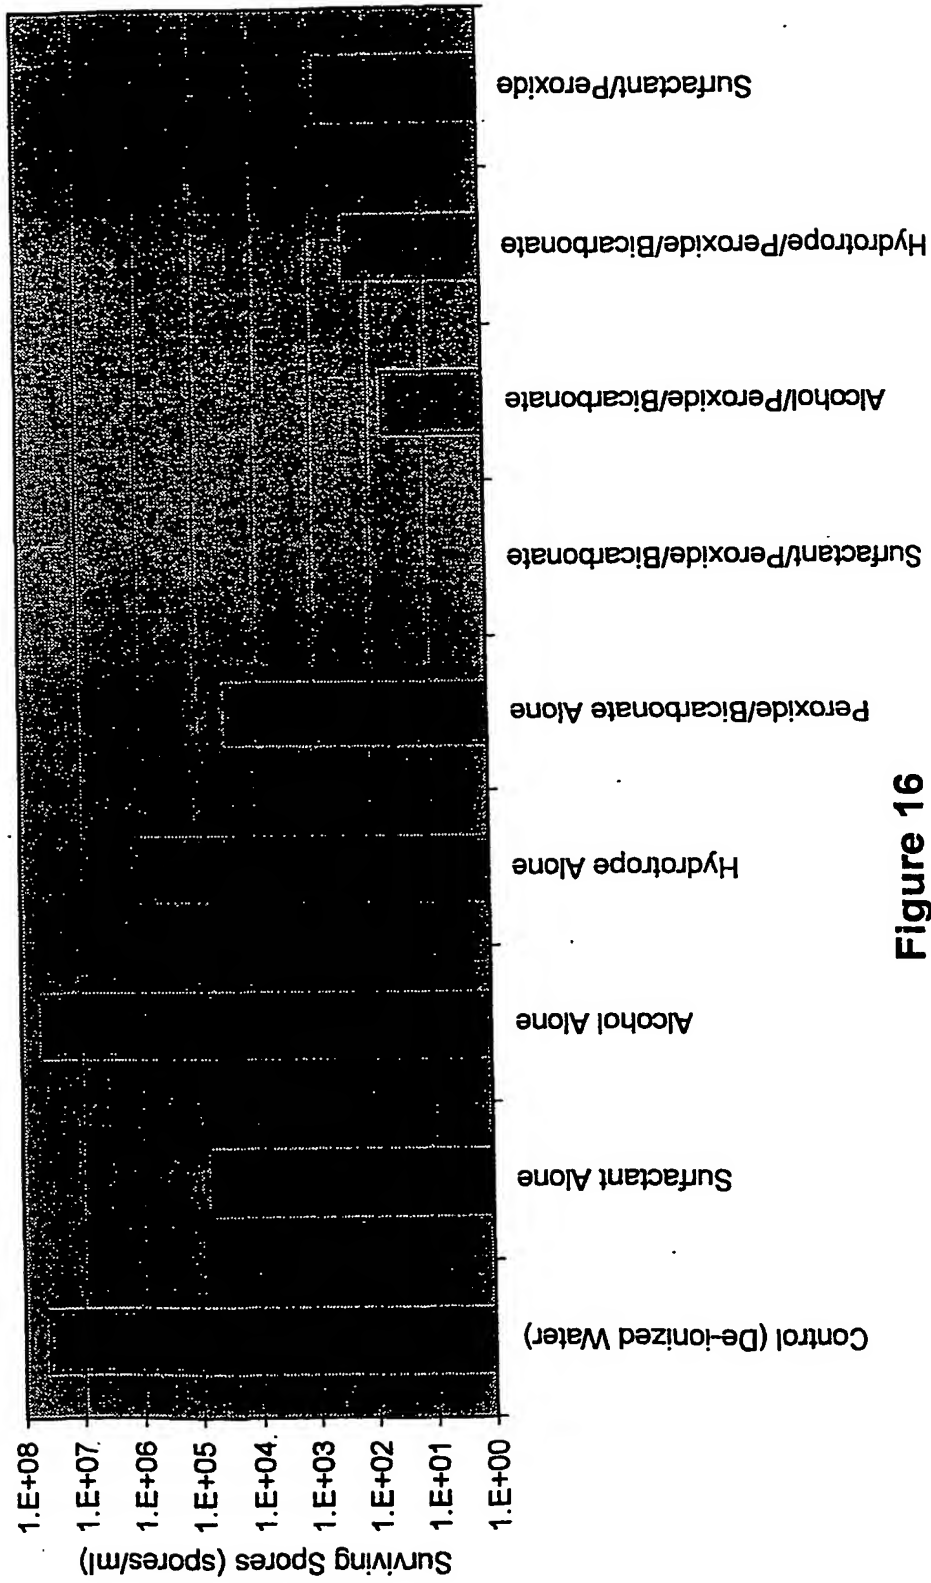 Surviving Spores (spores/ml)
1.E+08
1.E+07
1.E+06
1.E+05
1.E+04
1.E+03
1.E+02
1.E+01
1.E+00
Control (De-ionized Water)
Surfactant Alone
Alcohol Alone
Hydrotrope Alone
Peroxide/Bicarbonate Alone
Surfactant/Peroxide/Bicarbonate
Alcohol/Peroxide/Bicarbonate
Hydrotrope/Peroxide/Bicarbonate
Surfactant/Peroxide
Figure 16